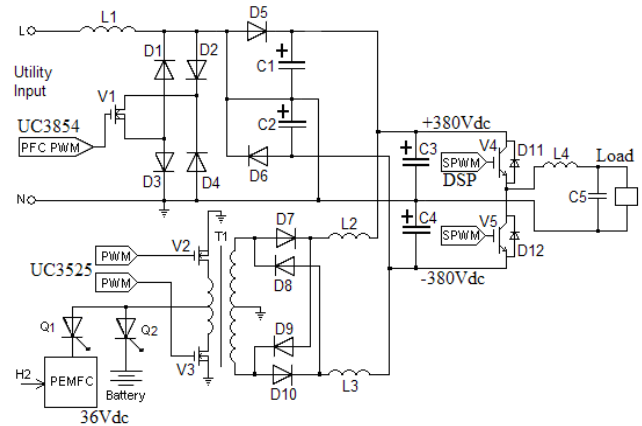 L
L1
D5
D1
D2
C1
Utility
Input
V1
C2
UC3854
PFC PWM
+380Vdc
C3
SPWM
V4
D11
L4
Load
DSP
D3
D4
D6
C5
N
C4
SPWM
V5
D12
V2
T1
D7
L2
PWM
UC3525
PWM
D8
-380Vdc
Q1
Q2
D9
V3
H2
PEMFC
Battery
D10
L3
36Vdc